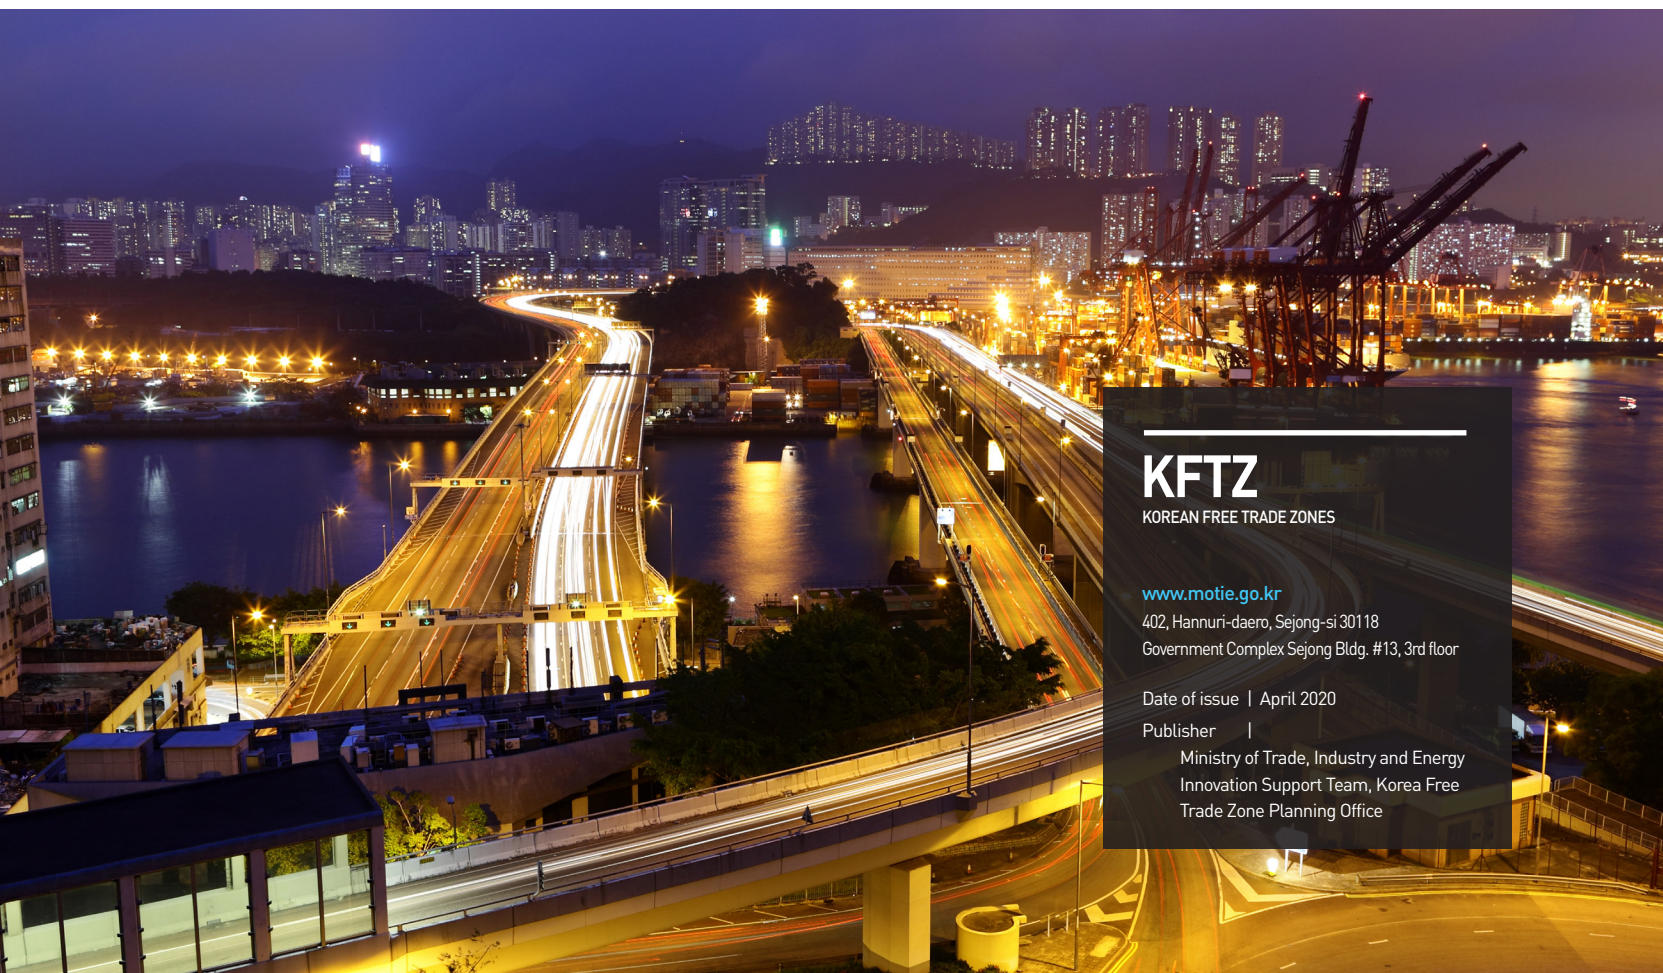 KFTZ
KOREAN FREE TRADE ZONES
www.motie.go.kr
402, Hannuri-daero, Sejong-si 30118
Government Complex Sejong Bldg. #13, 3rd floor
Date of issue | April 2020
Publisher |
Ministry of Trade, Industry and Energy
Innovation Support Team, Korea Free
Trade Zone Planning Office